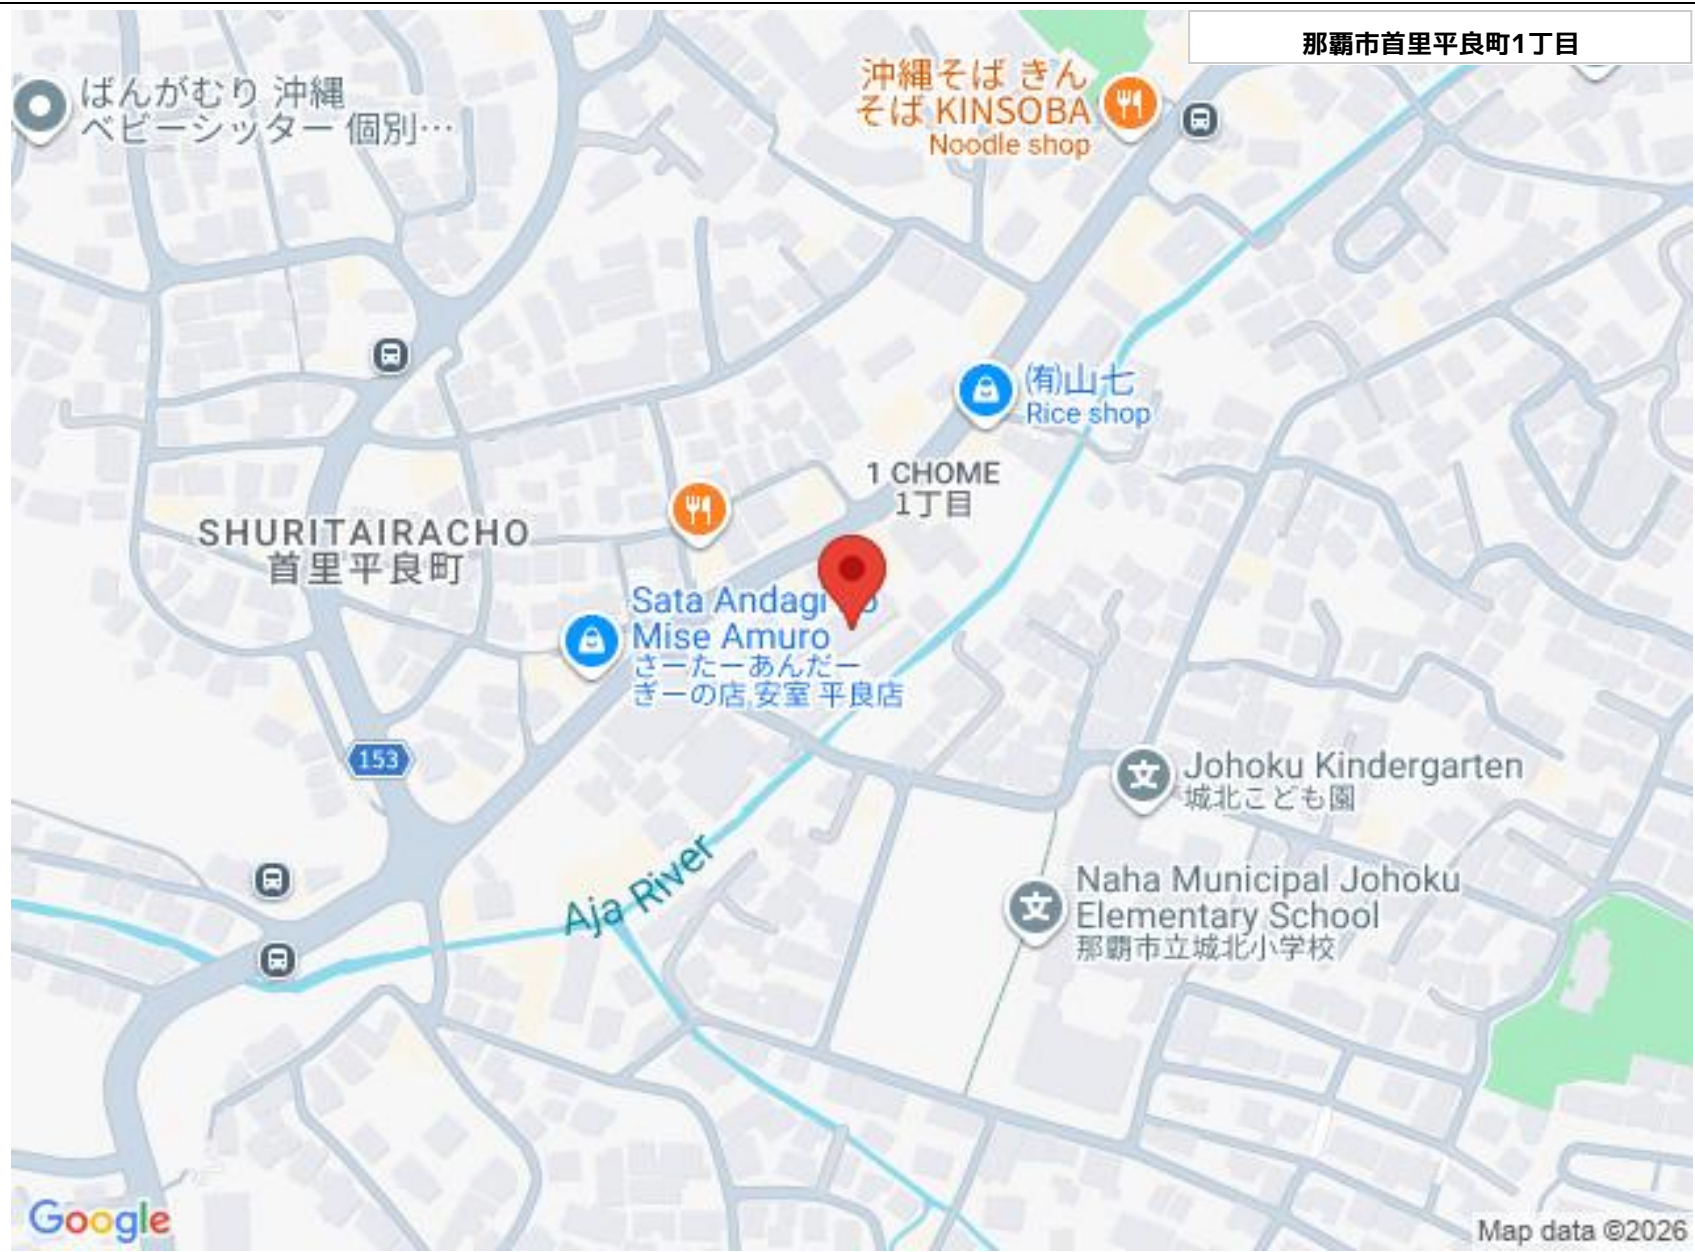 那覇市首里平良町1丁目
ばんがむり 沖縄
ベビーシッター 個別…
沖縄そば きん
そば KINSOBA
Noodle shop
㈲山七
Rice shop
1 CHOME
1丁目
SHURITAIRACHO
首里平良町
Sata Andagi
Mise Amuro
さーたーあんだー
ぎーの店 安室 平良店
153
Johoku Kindergarten
城北こども園
Aja River
Naha Municipal Johoku
Elementary School
那覇市立城北小学校
Google
Map data ©2026